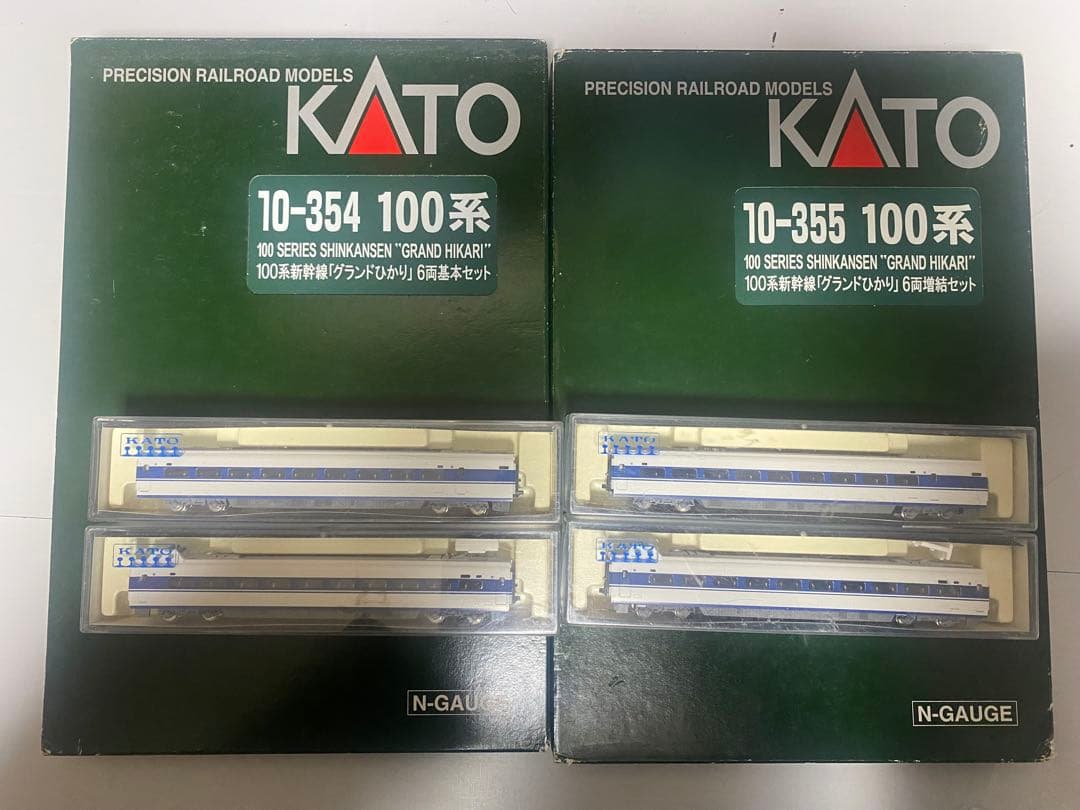 PRECISION RAILROAD MODELS
KATO
10-354 100系
100 SERIES SHINKANSEN "GRAND HIKARI"
100系新幹線「グランドひかり」6両基本セット
KATO
KATO
N-GAUGE
PRECISION RAILROAD MODELS
KATO
10-355 100系
100 SERIES SHINKANSEN "GRAND HIKARI"
100系新幹線「グランドひかり」6両増結セット
KATO
KATO
N-GAUGE